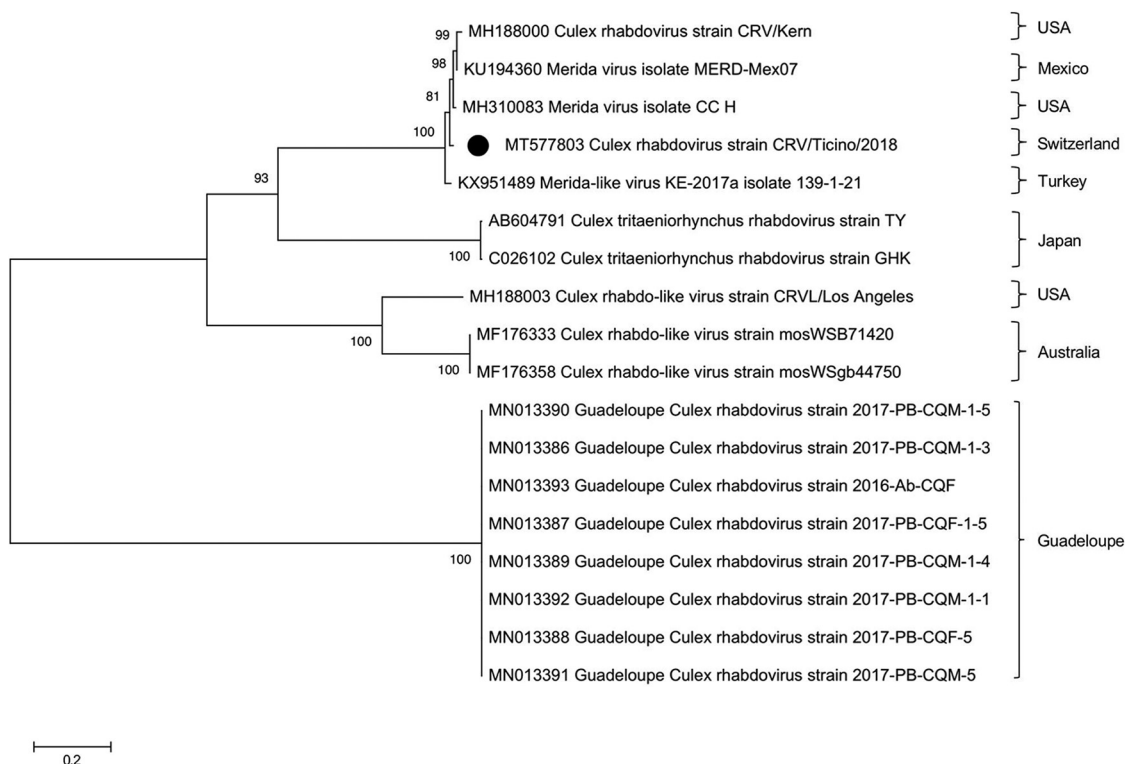 99
MH188000 Culex rhabdovirus strain CRV/Kern
USA
98
KU194360 Merida virus isolate MERD-Mex07
Mexico
81
MH310083 Merida virus isolate CC H
USA
100
MT577803 Culex rhabdovirus strain CRV/Ticino/2018
Switzerland
93
KX951489 Merida-like virus KE-2017a isolate 139-1-21
Turkey
AB604791 Culex tritaeniorhynchus rhabdovirus strain TY
Japan
100
C026102 Culex tritaeniorhynchus rhabdovirus strain GHK
MH188003 Culex rhabdo-like virus strain CRVL/Los Angeles
USA
100
MF176333 Culex rhabdo-like virus strain mosWSB71420
Australia
100
MF176358 Culex rhabdo-like virus strain mosWSgb44750
MN013390 Guadeloupe Culex rhabdovirus strain 2017-PB-CQM-1-5
MN013386 Guadeloupe Culex rhabdovirus strain 2017-PB-CQM-1-3
MN013393 Guadeloupe Culex rhabdovirus strain 2016-Ab-CQF
MN013387 Guadeloupe Culex rhabdovirus strain 2017-PB-CQF-1-5
Guadeloupe
100
MN013389 Guadeloupe Culex rhabdovirus strain 2017-PB-CQM-1-4
MN013392 Guadeloupe Culex rhabdovirus strain 2017-PB-CQM-1-1
MN013388 Guadeloupe Culex rhabdovirus strain 2017-PB-CQF-5
MN013391 Guadeloupe Culex rhabdovirus strain 2017-PB-CQM-5
0.2